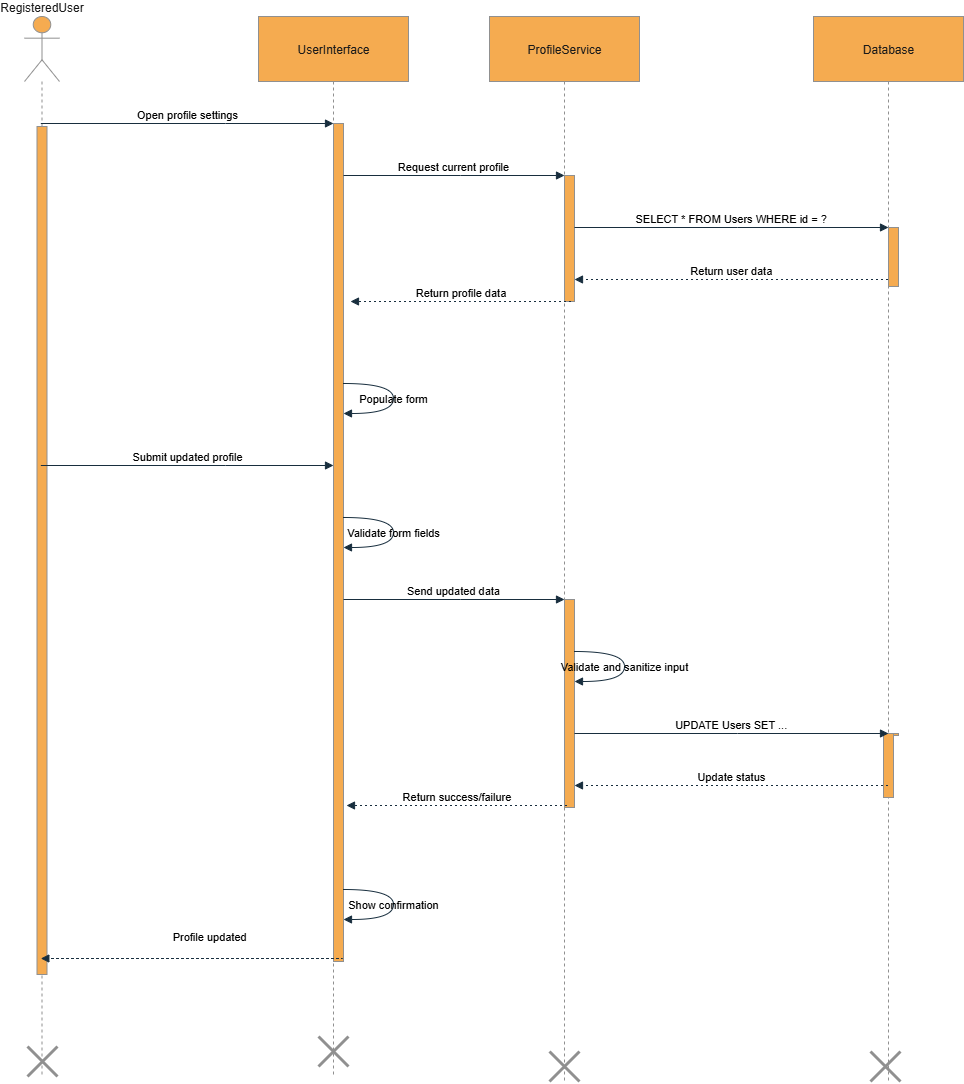 RegisteredUser
UserInterface
ProfileService
Database
Open profile settings
Request current profile
SELECT * FROM Users WHERE id = ?
Return user data
Return profile data
Populate form
Submit updated profile
Validate form fields
Send updated data
Validate and sanitize input
UPDATE Users SET ...
Update status
Return success/failure
Show confirmation
Profile updated